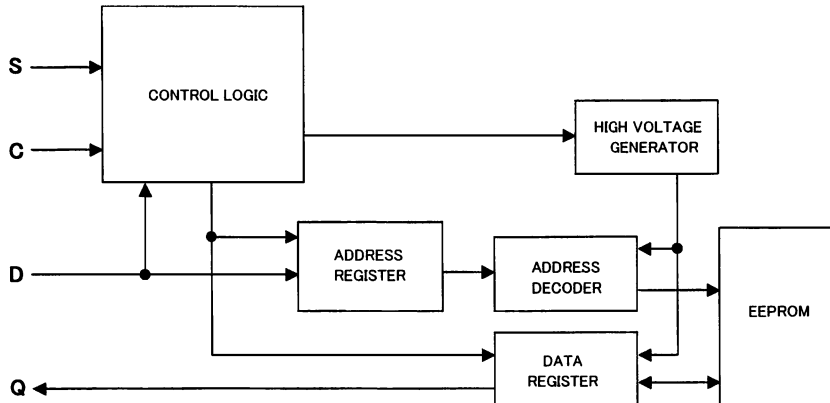 S
CONTROL LOGIC
C
HIGH VOLTAGE
GENERATOR
D
ADDRESS
REGISTER
ADDRESS
DECODER
EEPROM
DATA
REGISTER
Q